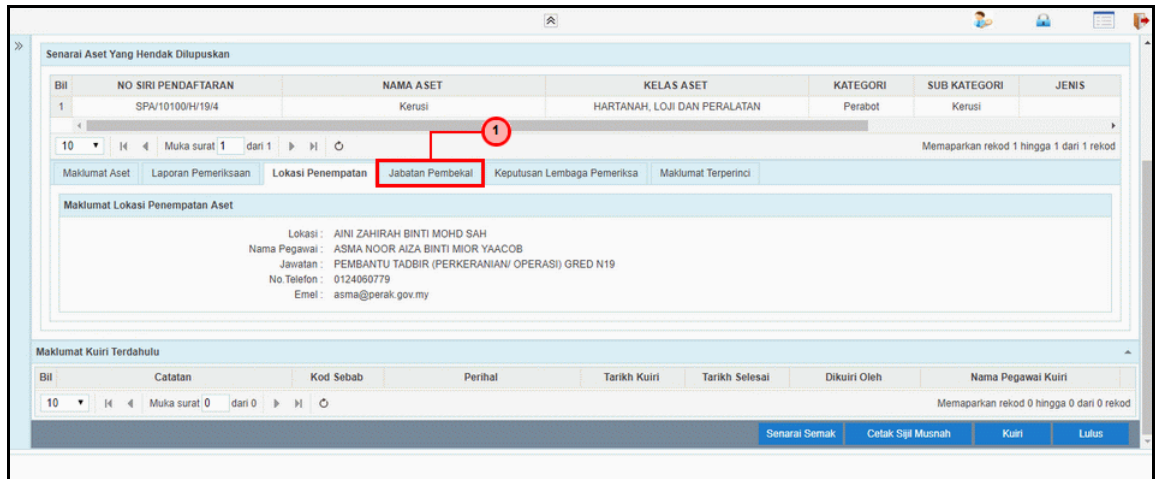 Senarai Aset Yang Hendak Dilupuskan
Bil NO SIRI PENDAFTARAN NAMA ASET KELAS ASET KATEGORI SUB KATEGORI JENIS
1 SPA/10100/H/19/4 Kerusi HARTANAH, LOJI DAN PERALATAN Perabot Kerusi
10 Muka surat 1 dari 1 Memaparkan rekod 1 hingga 1 dari 1 rekod
1
Maklumat Aset Laporan Pemeriksaan Lokasi Penempatan Jabatan Pembekal Keputusan Lembaga Pemeriksa Maklumat Terperinci
Maklumat Lokasi Penempatan Aset
Lokasi : AINI ZAHIRAH BINTI MOHD SAH
Nama Pegawai : ASMA NOOR AIZA BINTI MIOR YAACOB
Jawatan : PEMBANTU TADBIR (PERKERANIAN/ OPERASI) GRED N19
No.Telefon : 0124060779
Emel : asma@perak.gov.my
Maklumat Kuiri Terdahulu
Bil Catatan Kod Sebab Perihal Tarikh Kuiri Tarikh Selesai Dikuiri Oleh Nama Pegawai Kuiri
10 Muka surat 0 dari 0 Memaparkan rekod 0 hingga 0 dari 0 rekod
Senarai Semak Cetak Sijil Musnah Kuiri Lulus